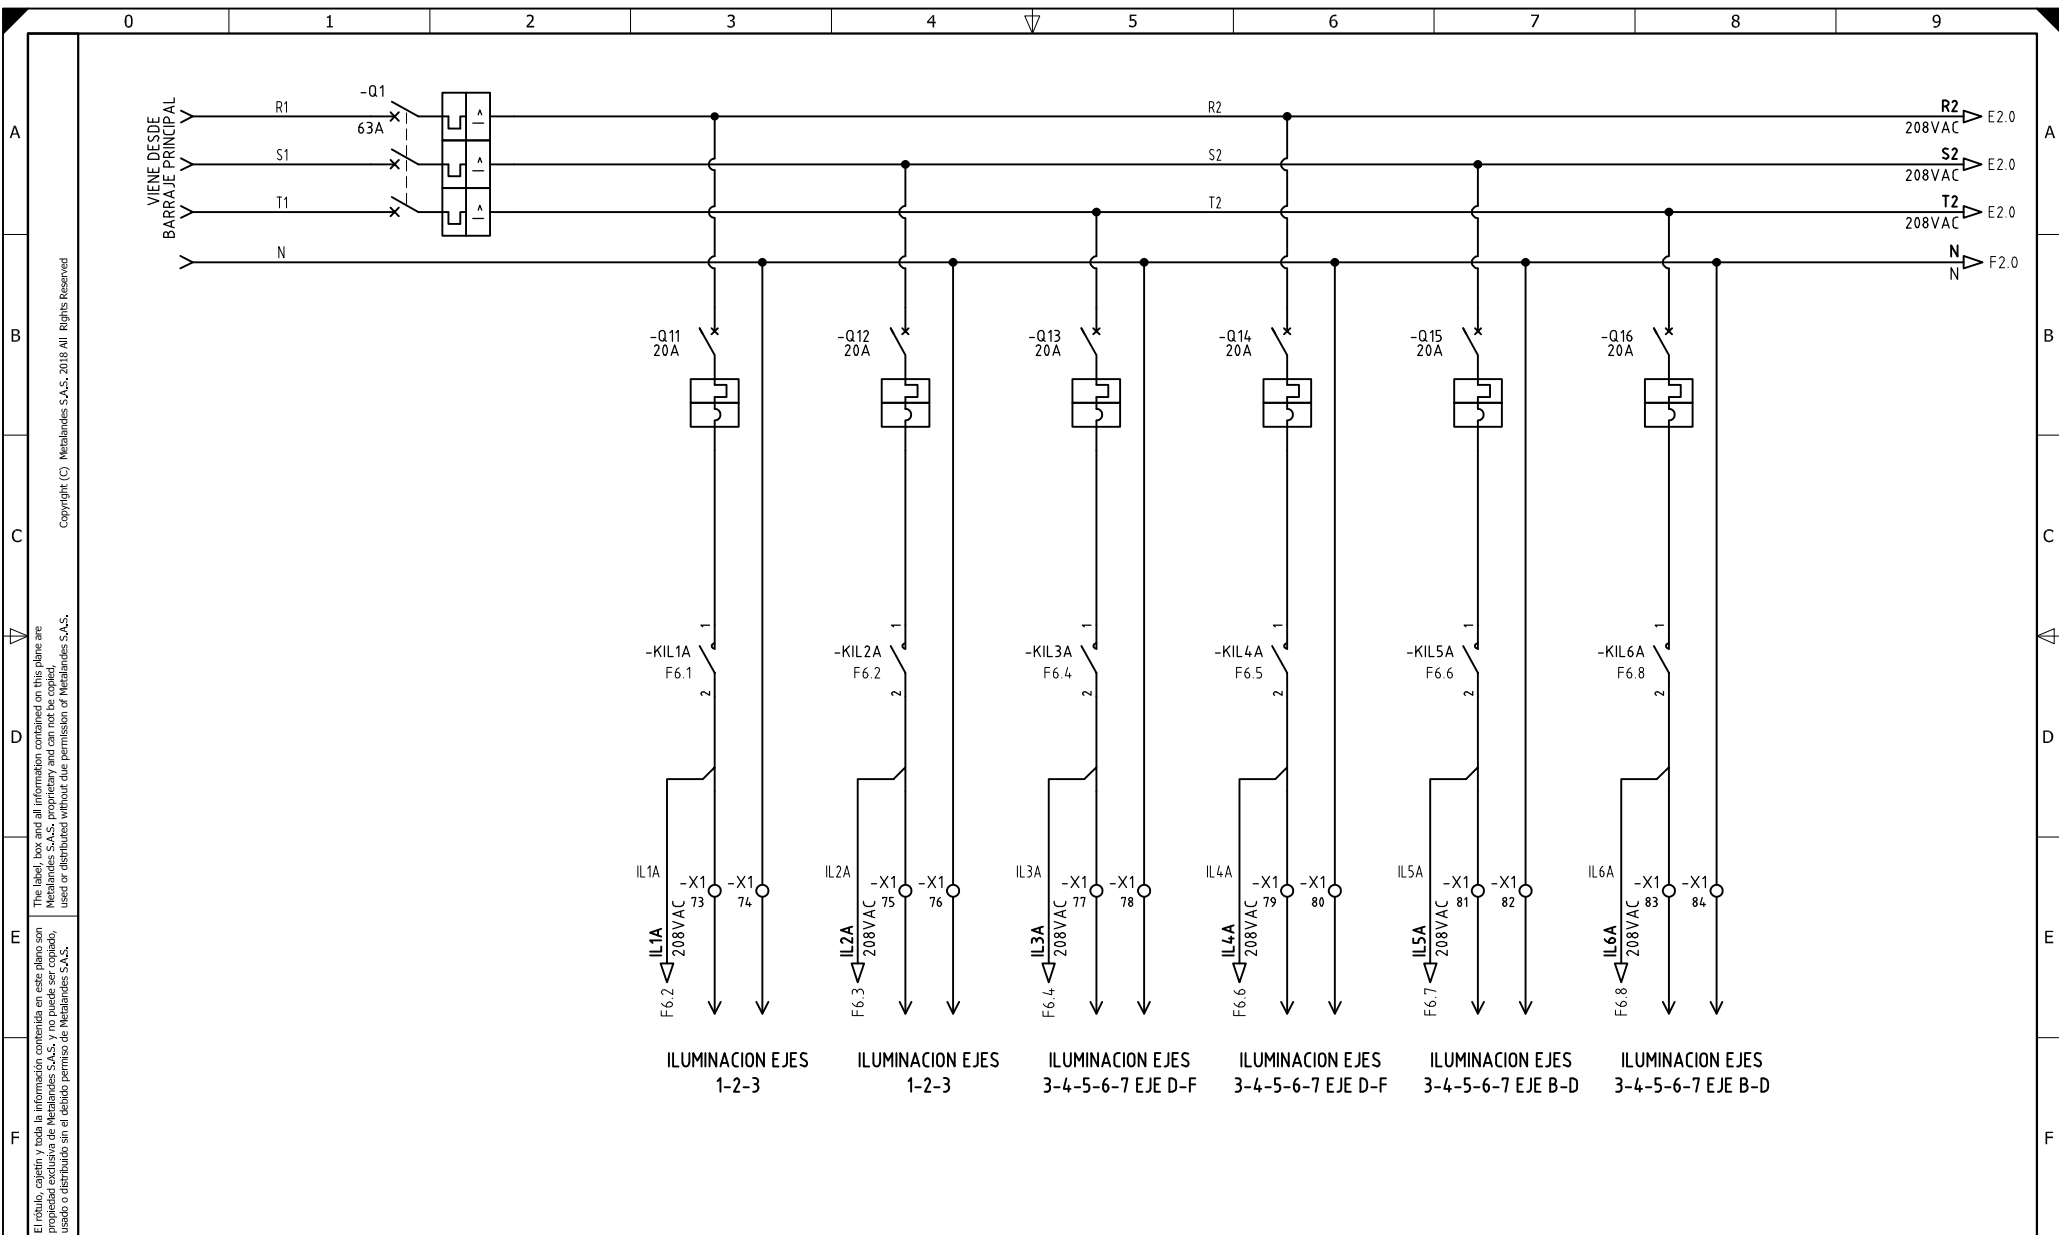 0 1 2 3 4 5 6 7 8 9
A
B
C
D
E
F
A
B
C
D
E
F
Copyright (C) Metalandes S.A.S. 2018 All Rights Reserved
The label, box and all information contained on this plane are
Metalandes S.A.S. proprietary and can not be copied,
used or distributed without due permission of Metalandes S.A.S.
El rótulo, cajetín y toda la información contenida en este plano son
propiedad exclusiva de Metalandes S.A.S. y no puede ser copiado,
usado o distribuido sin el debido permiso de Metalandes S.A.S.
VIENE DESDE
BARRAJE PRINCIPAL
R1
S1
T1
N
-Q1
63A
R2
S2
T2
R2
208VAC
E2.0
S2
208VAC
E2.0
T2
208VAC
E2.0
N
N
F2.0
-Q11
20A
-Q12
20A
-Q13
20A
-Q14
20A
-Q15
20A
-Q16
20A
1
-KIL1A
F6.1
2
1
-KIL2A
F6.2
2
1
-KIL3A
F6.4
2
1
-KIL4A
F6.5
2
1
-KIL5A
F6.6
2
1
-KIL6A
F6.8
2
IL1A
-X1
73
-X1
74
IL1A
208VAC
F6.2
IL2A
-X1
75
-X1
76
IL2A
208VAC
F6.3
IL3A
-X1
77
-X1
78
IL3A
208VAC
F6.4
IL4A
-X1
79
-X1
80
IL4A
208VAC
F6.6
IL5A
-X1
81
-X1
82
IL5A
208VAC
F6.7
IL6A
-X1
83
-X1
84
IL6A
208VAC
F6.8
ILUMINACION EJES
1-2-3
ILUMINACION EJES
1-2-3
ILUMINACION EJES
3-4-5-6-7 EJE D-F
ILUMINACION EJES
3-4-5-6-7 EJE D-F
ILUMINACION EJES
3-4-5-6-7 EJE B-D
ILUMINACION EJES
3-4-5-6-7 EJE B-D